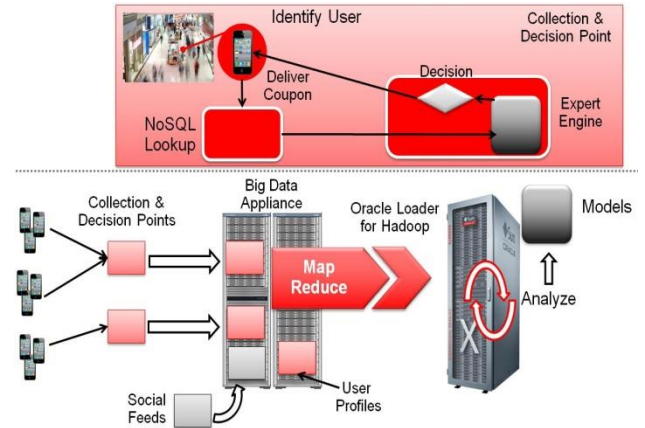 Identify User
Collection &
Decision Point
Deliver
Coupon
Decision
Expert
Engine
NoSQL
Lookup
Collection &
Decision Points
Big Data
Appliance
Oracle Loader
for Hadoop
Models
Map
Reduce
Analyze
X
User
Profiles
Social
Feeds